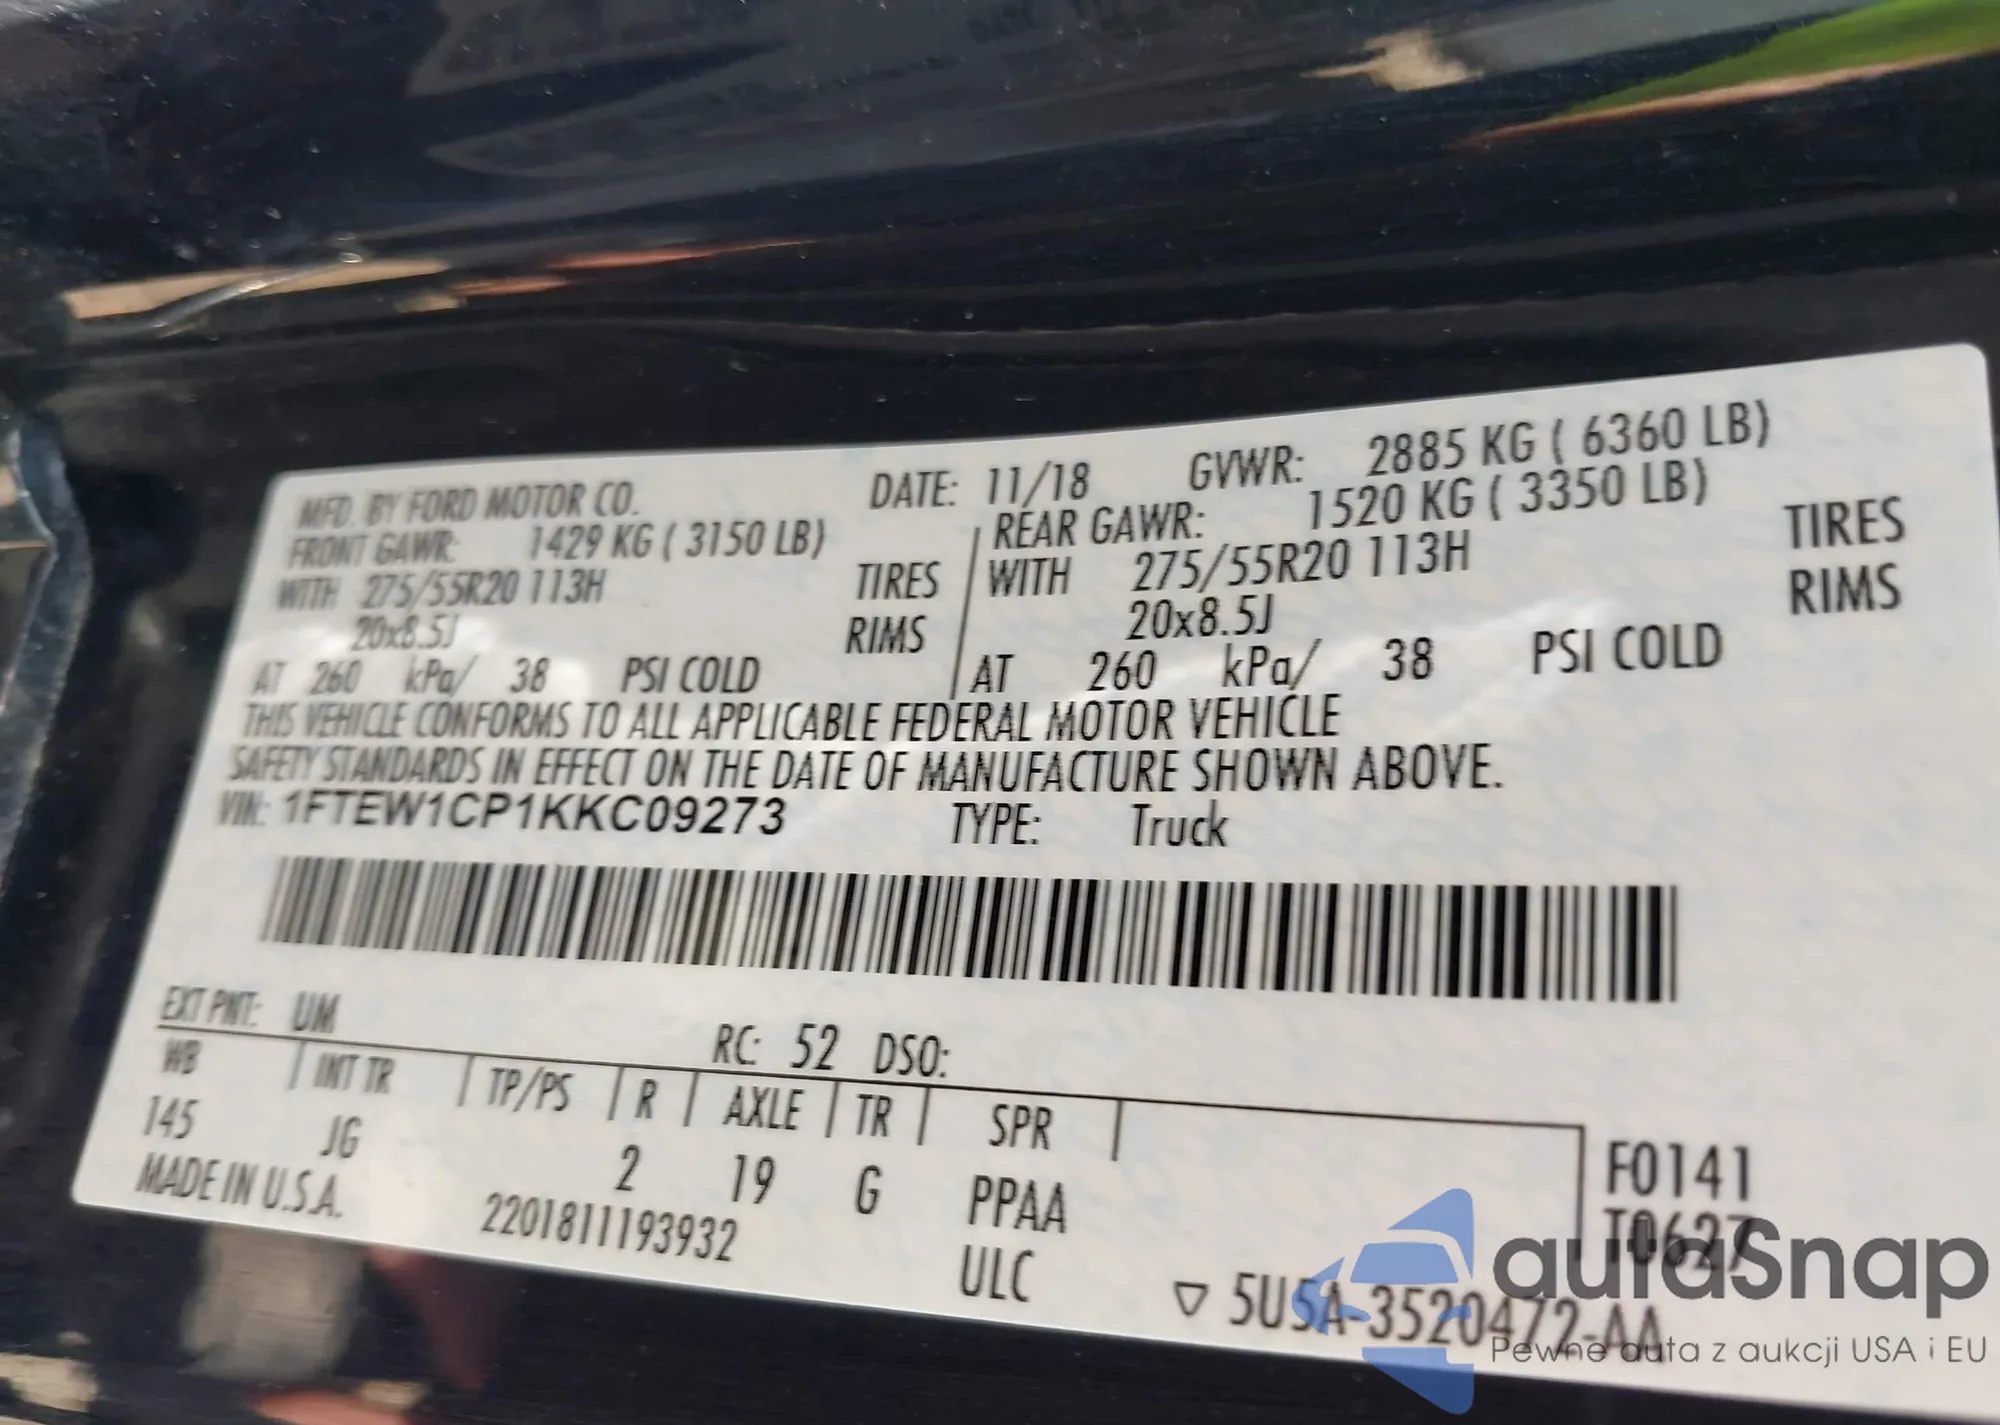 MFD. BY FORD MOTOR CO. DATE: 11/18 GVWR: 2885 KG ( 6360 LB)
FRONT GAWR: 1429 KG ( 3150 LB) REAR GAWR: 1520 KG ( 3350 LB)
WITH 275/55R20 113H TIRES WITH 275/55R20 113H TIRES
20x8.5J RIMS 20x8.5J RIMS
AT 260 kPa/ 38 PSI COLD AT 260 kPa/ 38 PSI COLD
THIS VEHICLE CONFORMS TO ALL APPLICABLE FEDERAL MOTOR VEHICLE
SAFETY STANDARDS IN EFFECT ON THE DATE OF MANUFACTURE SHOWN ABOVE.
VIN: 1FTEW1CP1KKC09273 TYPE: Truck
EXT PNT: UM RC: 52 DSO:
WB INT TR TP/PS R AXLE TR SPR
145 JG 2 19 G PPAA F0141
MADE IN U.S.A. 2201811193932 ULC T0627
▽ 5U5A-3520472-AA
autaSnap
Pewne auta z aukcji USA i EU